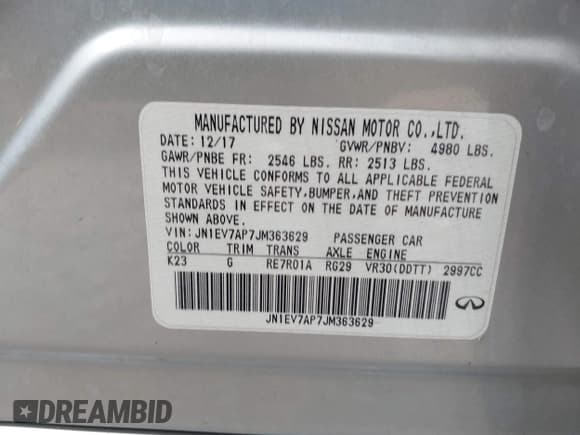 MANUFACTURED BY NISSAN MOTOR CO.,LTD.
DATE: 12/17 GVWR/PNBV: 4980 LBS.
GAWR/PNBE FR: 2546 LBS. RR: 2513 LBS.
THIS VEHICLE CONFORMS TO ALL APPLICABLE FEDERAL
MOTOR VEHICLE SAFETY,BUMPER,AND THEFT PREVENTION
STANDARDS IN EFFECT ON THE DATE OF MANUFACTURE
SHOWN ABOVE.
VIN: JN1EV7AP7JM363629 PASSENGER CAR
COLOR TRIM TRANS AXLE ENGINE
K23 G RE7R01A RG29 VR30(DDTT) 2997CC
JN1EV7AP7JM363629
DREAMBID